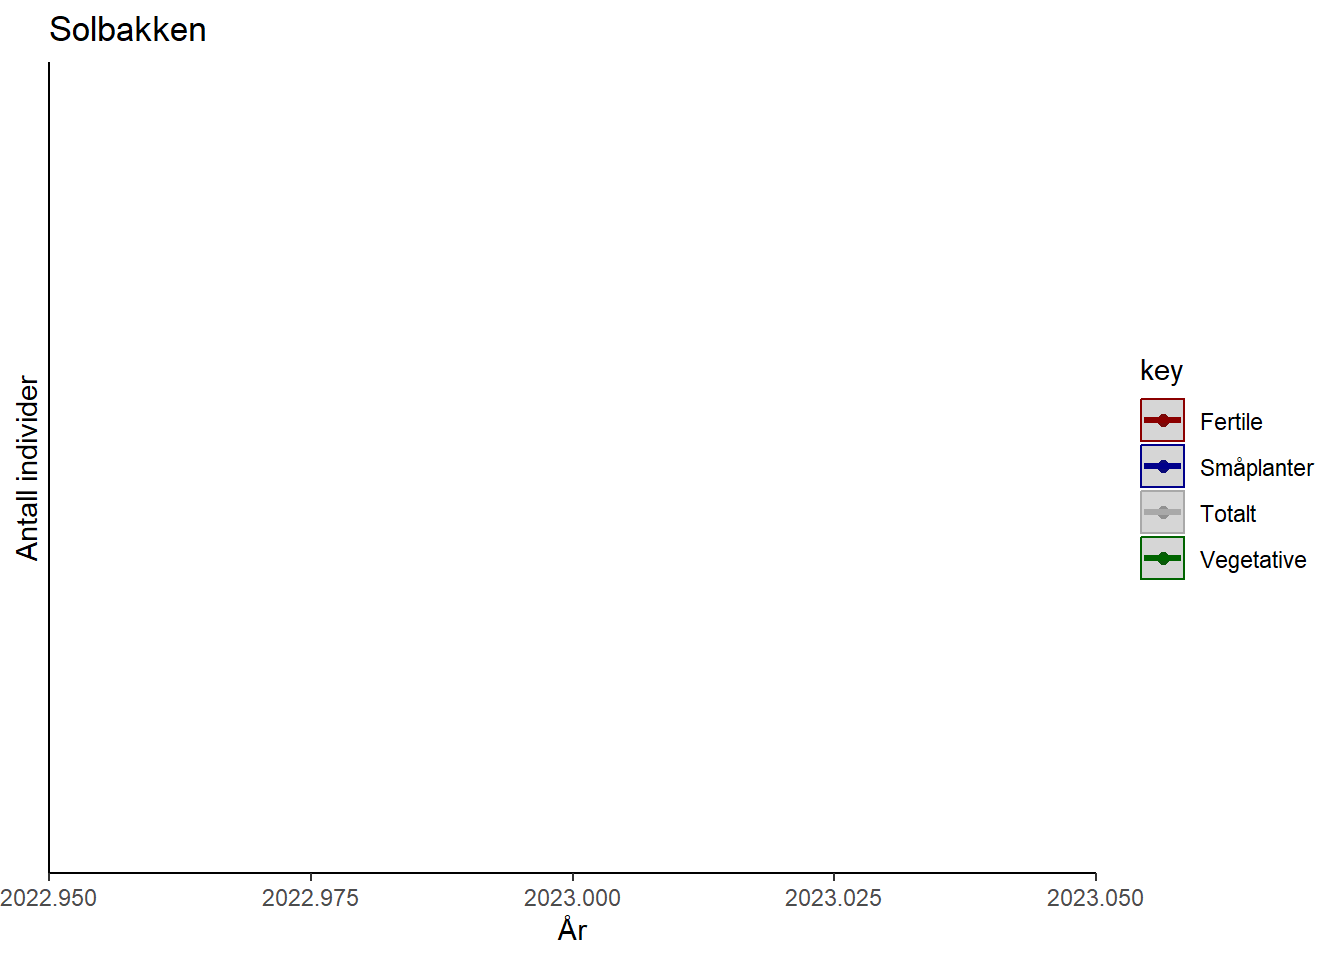 Solbakken
Antall individer
key
Fertile
Småplanter
Totalt
Vegetative
2022.950 2022.975 2023.000 2023.025 2023.050
År